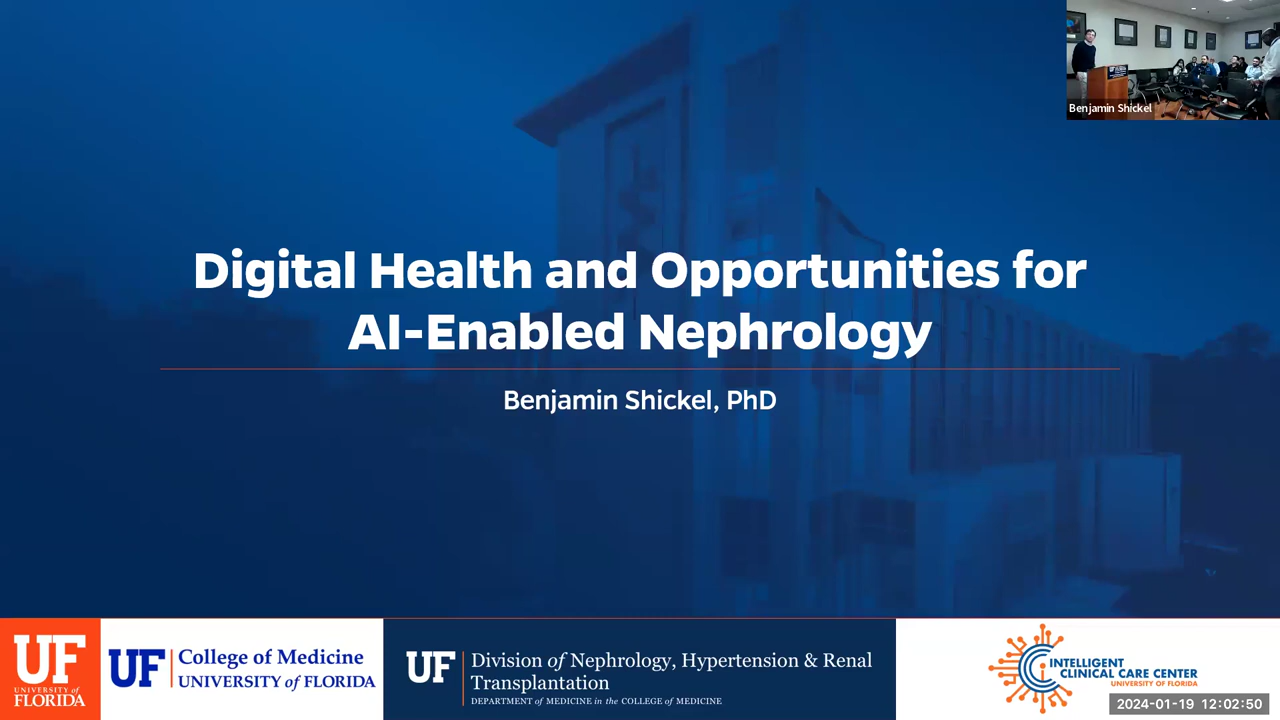 Benjamin Shickel
Digital Health and Opportunities for
AI-Enabled Nephrology
Benjamin Shickel, PhD
UF
UNIVERSITY of
FLORIDA
UF
College of Medicine
UNIVERSITY of FLORIDA
UF
Division of Nephrology, Hypertension & Renal
Transplantation
DEPARTMENT of MEDICINE in the COLLEGE of MEDICINE
INTELLIGENT
CLINICAL CARE CENTER
UNIVERSITY OF FLORIDA
2024-01-19 12:02:50